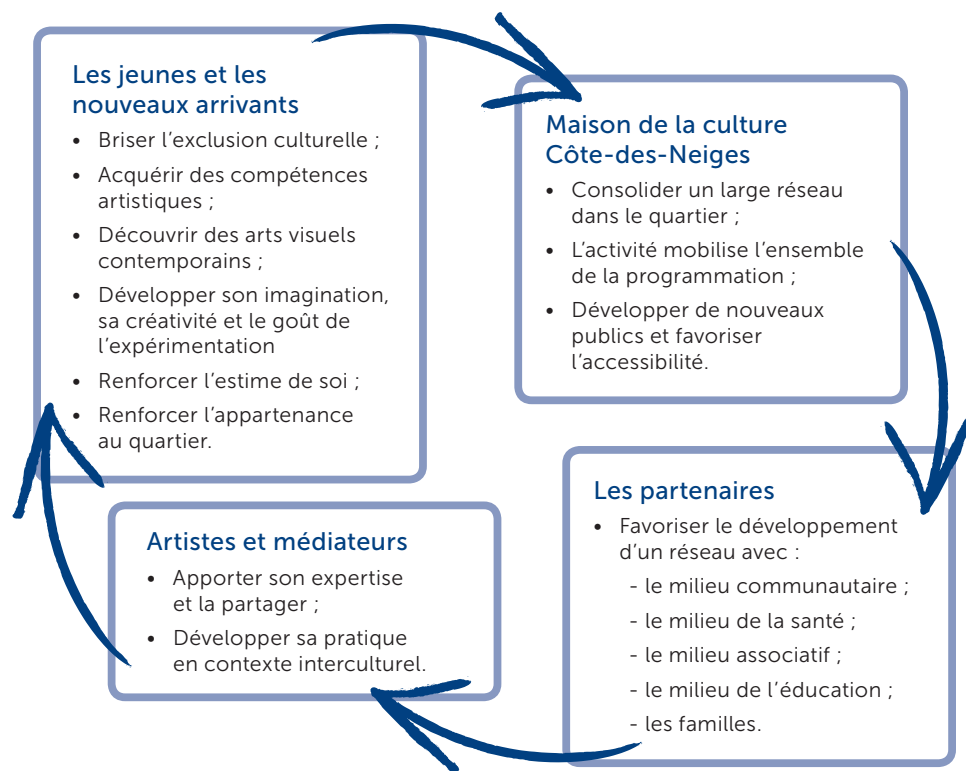 Les jeunes et les
nouveaux arrivants
• Briser l’exclusion culturelle ;
• Acquérir des compétences
artistiques ;
• Découvrir des arts visuels
contemporains ;
• Développer son imagination,
sa créativité et le goût de
l’expérimentation
• Renforcer l’estime de soi ;
• Renforcer l’appartenance
au quartier.
Maison de la culture
Côte-des-Neiges
• Consolider un large réseau
dans le quartier ;
• L’activité mobilise l’ensemble
de la programmation ;
• Développer de nouveaux
publics et favoriser
l’accessibilité.
Les partenaires
• Favoriser le développement
d’un réseau avec :
- le milieu communautaire ;
- le milieu de la santé ;
- le milieu associatif ;
- le milieu de l’éducation ;
- les familles.
Artistes et médiateurs
• Apporter son expertise
et la partager ;
• Développer sa pratique
en contexte interculturel.